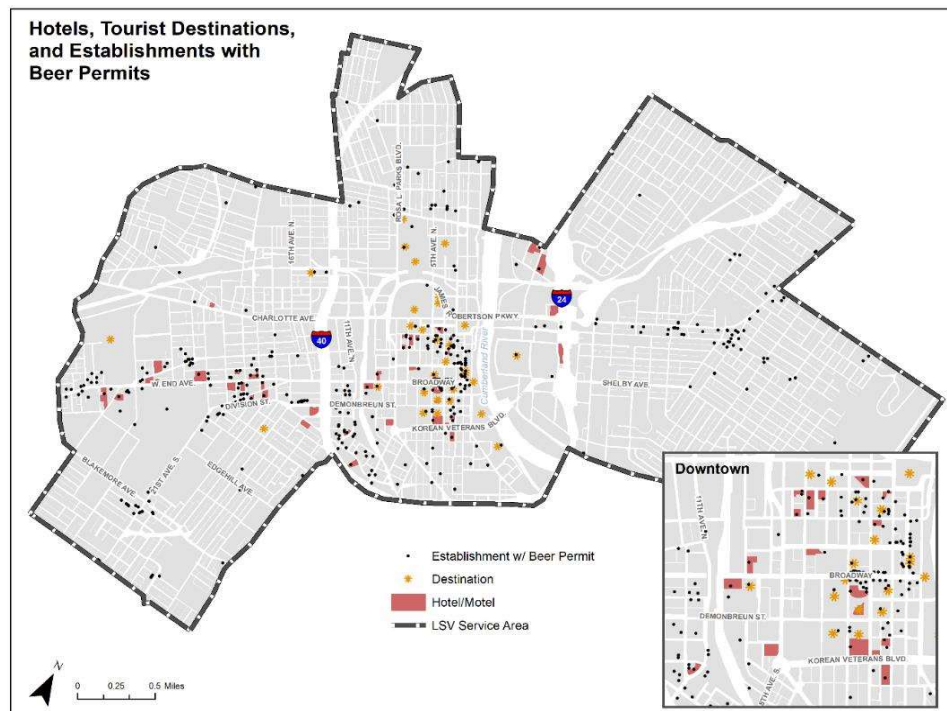 Hotels, Tourist Destinations,
and Establishments with
Beer Permits
ROSA L. PARKS BLVD.
16TH AVE. N.
5TH AVE. N.
JAMES
ROBERTSON PKWY
24
CHARLOTTE AVE.
40
11TH AVE. N
Cumberland River
W. END AVE
BROADWAY
SHELBY AVE.
DIVISION ST.
DEMONBREUN ST.
KOREAN VETERANS BLVD.
BLAKEMORE AVE.
21ST AVE. S.
EDGEHILL AVE.
Establishment w/ Beer Permit
Destination
Hotel/Motel
LSV Service Area
N
0 0.25 0.5 Miles
Downtown
11TH AVE N.
BROADWAY
DEMONBREUN ST.
KOREAN VETERANS BLVD.